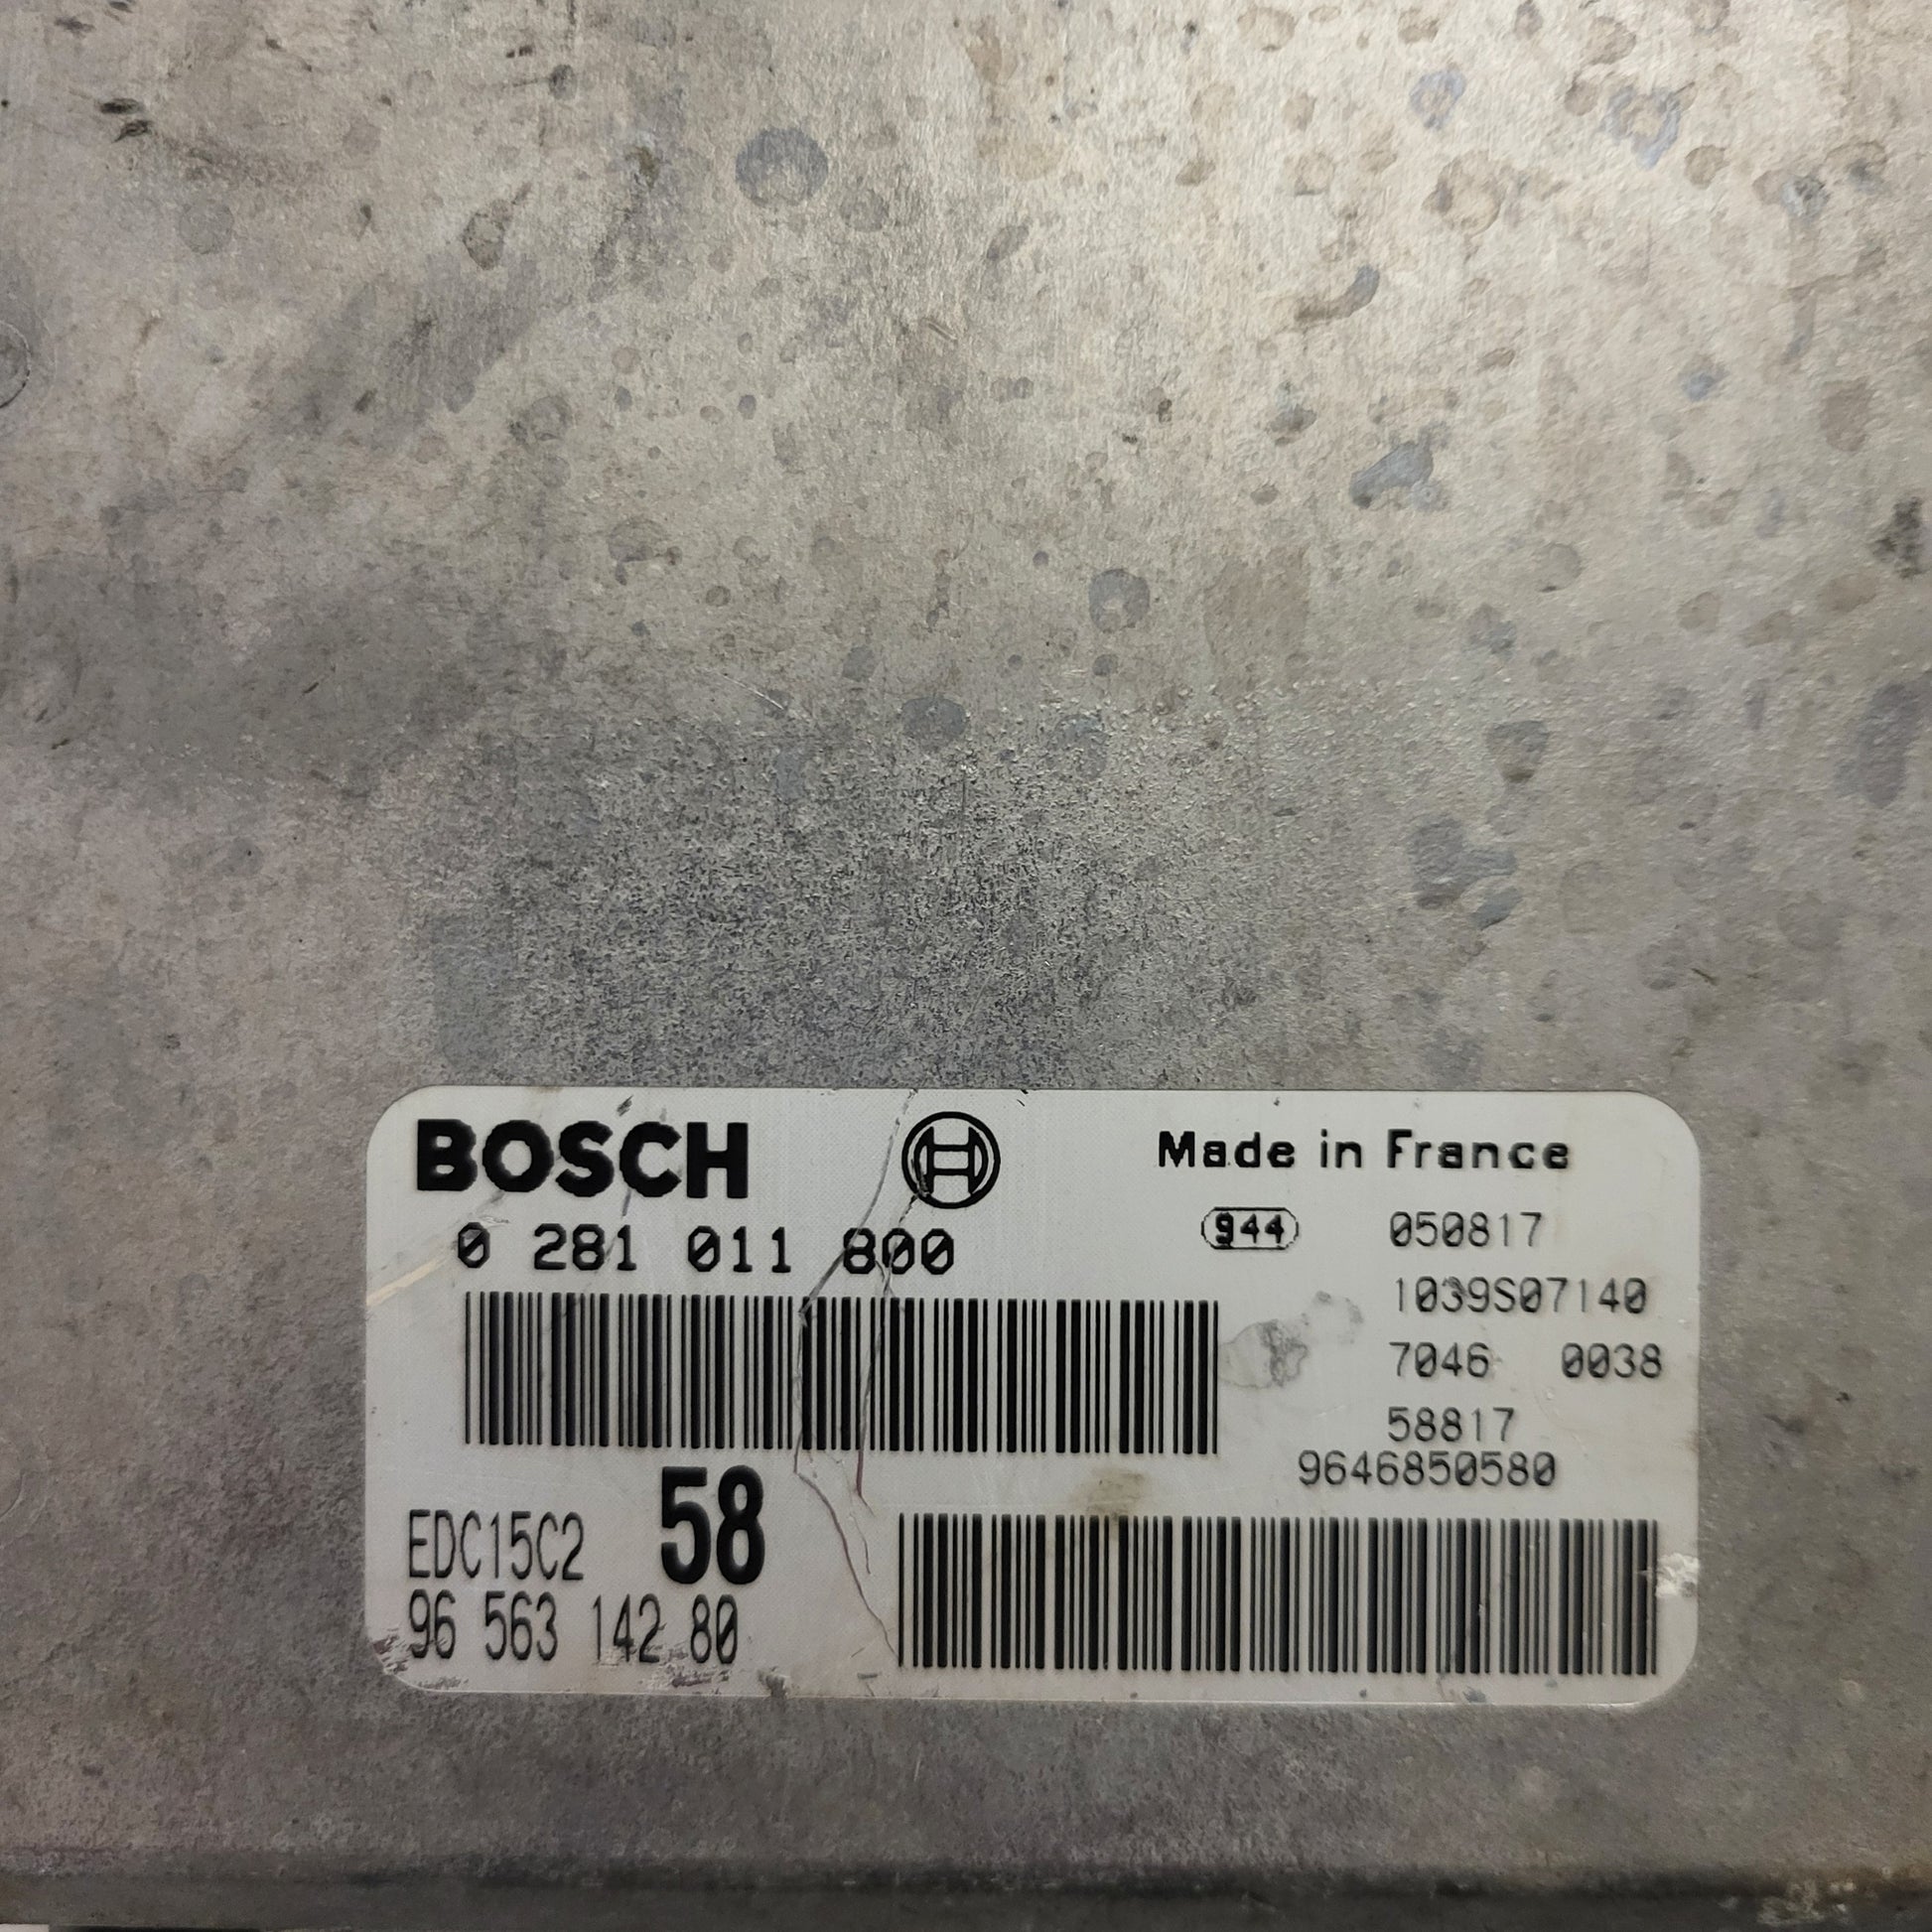 BOSCH
Made in France
0 281 011 800
944 050817
1039S07140
7046 0038
58817
9646850580
EDC15C2 58
96 563 142 80